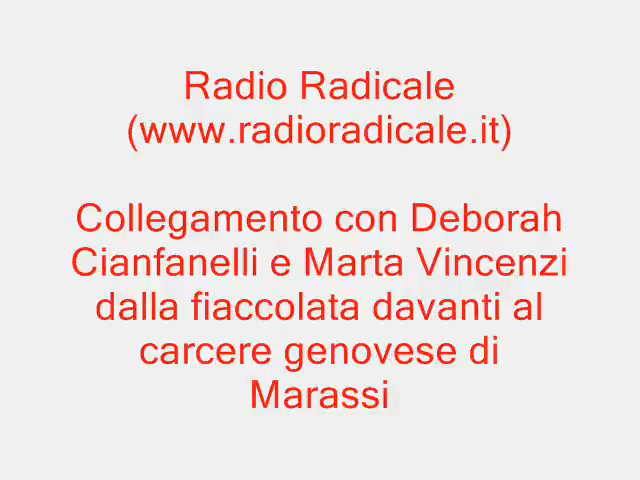 Radio Radicale
(www.radioradicale.it)
Collegamento con Deborah
Cianfanelli e Marta Vincenzi
dalla fiaccolata davanti al
carcere genovese di
Marassi